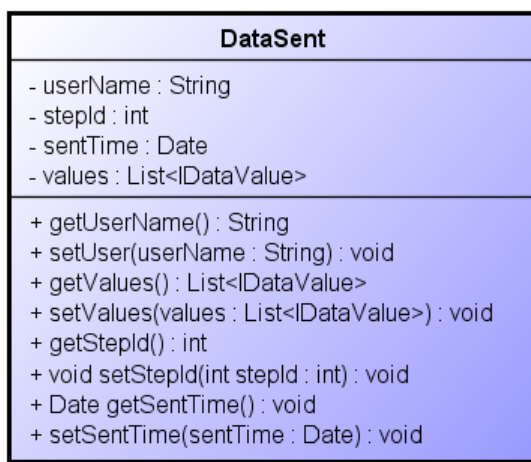 DataSent
- userName : String
- stepId : int
- sentTime : Date
- values : List<IDataValue>
+ getUserName() : String
+ setUser(userName : String) : void
+ getValues() : List<IDataValue>
+ setValues(values : List<IDataValue>) : void
+ getStepId() : int
+ void setStepId(int stepId : int) : void
+ Date getSentTime() : void
+ setSentTime(sentTime : Date) : void